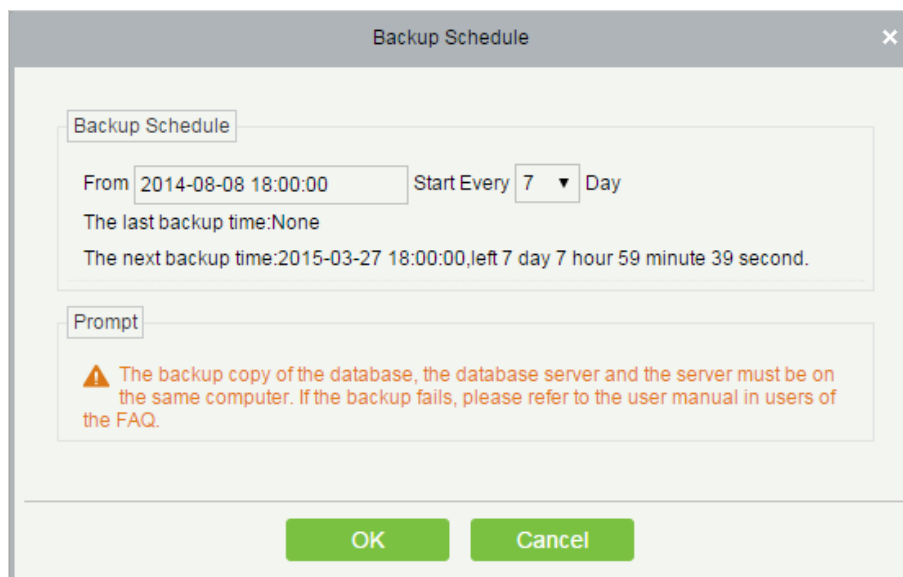 Backup Schedule
×
Backup Schedule
From 2014-08-08 18:00:00 Start Every 7 ▼ Day
The last backup time:None
The next backup time:2015-03-27 18:00:00,left 7 day 7 hour 59 minute 39 second.
Prompt
The backup copy of the database, the database server and the server must be on
the same computer. If the backup fails, please refer to the user manual in users of
the FAQ.
OK Cancel